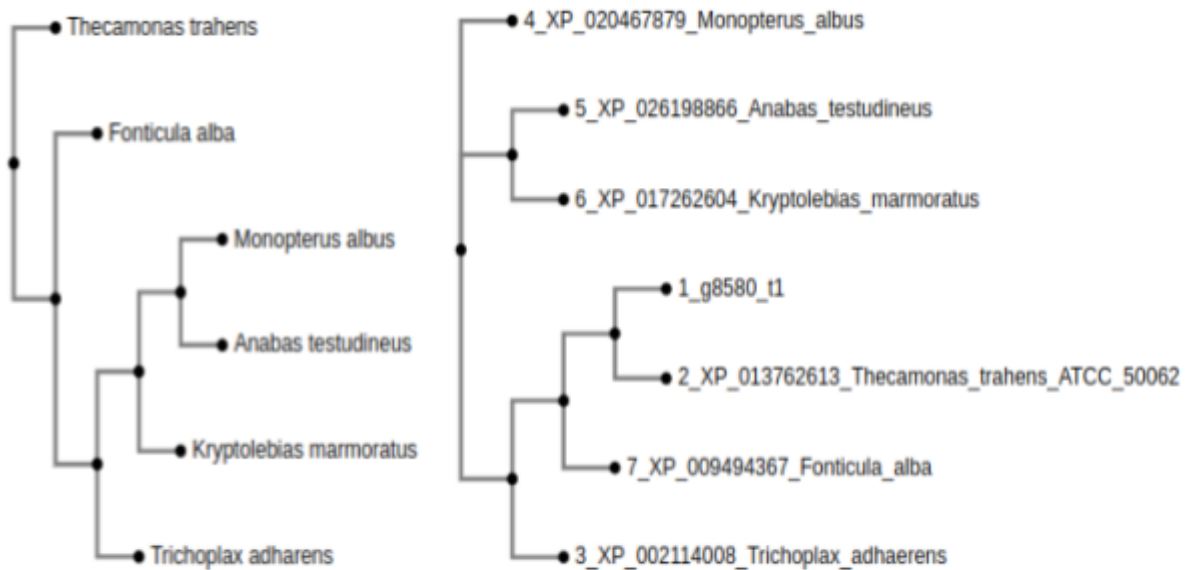 Thecamonas trahens
Fonticula alba
Monopterus albus
Anabas testudineus
Kryptolebias marmoratus
Trichoplax adharens
4_XP_020467879_Monopterus_albus
5_XP_026198866_Anabas_testudineus
6_XP_017262604_Kryptolebias_marmoratus
1_g8580_t1
2_XP_013762613_Thecamonas_trahens_ATCC_50062
7_XP_009494367_Fonticula_alba
3_XP_002114008_Trichoplax_adhaerens